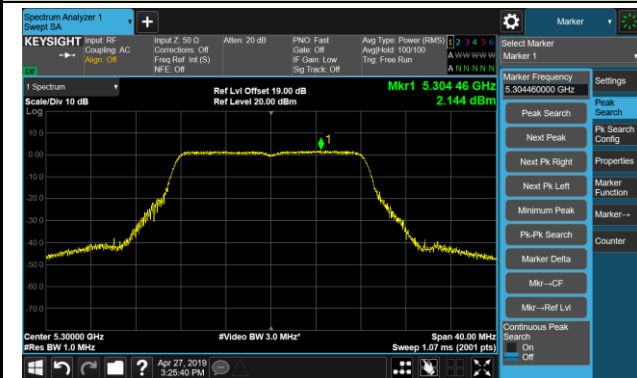 Spectrum Analyzer 1
Swept SA
+
Marker
KEYSIGHT
Input: RF
Coupling: AC
Align: Off
Input Z: 50 Ω
Corrections: Off
Freq Ref: Int (S)
NFE: Off
Atten: 20 dB
PNO: Fast
Gate: Off
IF Gain: Low
Sig Track: Off
Avg Type: Power (RMS)
Avg|Hold: 100/100
Trig: Free Run
1 2 3 4 5 6
A W W W W W
A N N N N N
Select Marker
Marker 1
LV
1 Spectrum
Scale/Div 10 dB
Log
Ref Lvl Offset 19.00 dB
Ref Level 20.00 dBm
Mkr1 5.304 46 GHz
2.144 dBm
10.0
0.00
-10.0
-20.0
-30.0
-40.0
-50.0
-60.0
-70.0
1
Center 5.30000 GHz
#Res BW 1.0 MHz
#Video BW 3.0 MHz*
Span 40.00 MHz
Sweep 1.07 ms (2001 pts)
Marker Frequency
5.304460000 GHz
Peak Search
Next Peak
Next Pk Right
Next Pk Left
Minimum Peak
Pk-Pk Search
Marker Delta
Mkr→CF
Mkr→Ref Lvl
Continuous Peak
Search
On
Off
Settings
Peak
Search
Pk Search
Config
Properties
Marker
Function
Marker→
Counter
?
Apr 27, 2019
3:25:40 PM